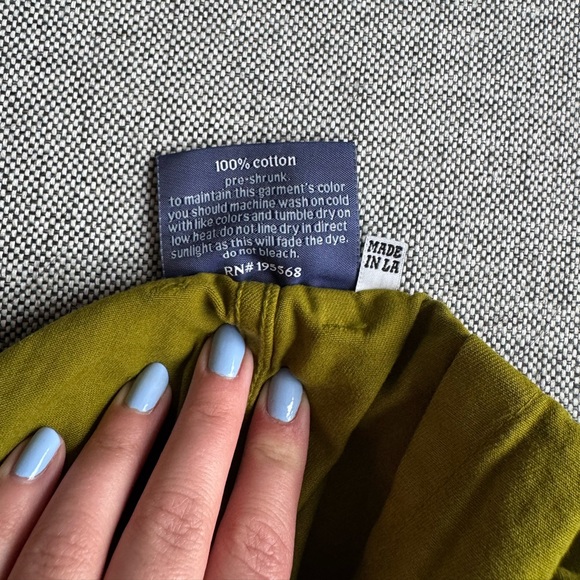 100% cotton
pre-shrunk.
to maintain this garment's color
you should machine wash on cold
with like colors and tumble dry on
low heat. do not line dry in direct
sunlight as this will fade the dye.
do not bleach.
RN# 195568
MADE
IN LA